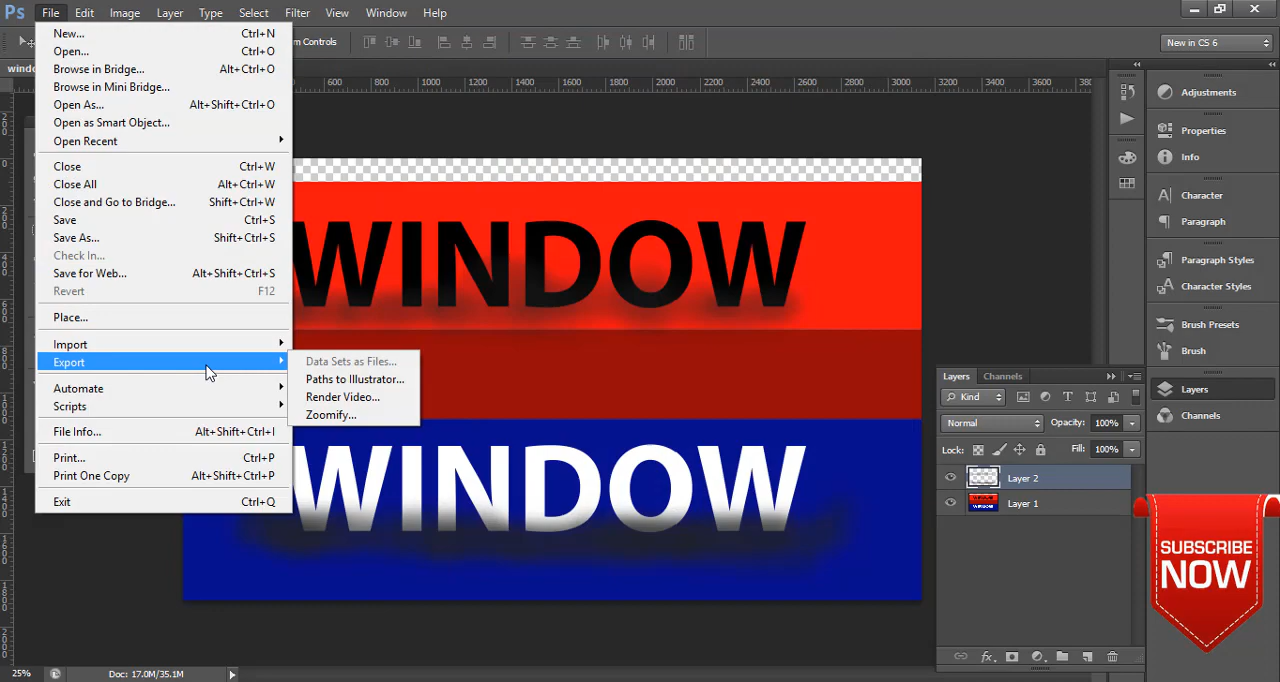 Ps File Edit Image Layer Type Select Filter View Window Help
m Controls
New in CS 6
windo
600 800 1000 1200 1400 1600 1800 2000 2200 2400 2600 2800 3000 3200 3400 3600 380
New... Ctrl+N
Open... Ctrl+O
Browse in Bridge... Alt+Ctrl+O
Browse in Mini Bridge...
Open As... Alt+Shift+Ctrl+O
Open as Smart Object...
Open Recent
Close Ctrl+W
Close All Alt+Ctrl+W
Close and Go to Bridge... Shift+Ctrl+W
Save Ctrl+S
Save As... Shift+Ctrl+S
Check In...
Save for Web... Alt+Shift+Ctrl+S
Revert F12
Place...
Import
Export
Automate
Scripts
File Info... Alt+Shift+Ctrl+I
Print... Ctrl+P
Print One Copy Alt+Shift+Ctrl+P
Exit Ctrl+Q
Data Sets as Files...
Paths to Illustrator...
Render Video...
Zoomify...
WINDOW
WINDOW
Adjustments
Properties
Info
Character
Paragraph
Paragraph Styles
Character Styles
Brush Presets
Brush
Layers
Channels
Layers Channels
Kind
Normal Opacity: 100%
Lock: Fill: 100%
Layer 2
Layer 1
SUBSCRIBE
NOW
25% Doc: 17.0M/35.1M